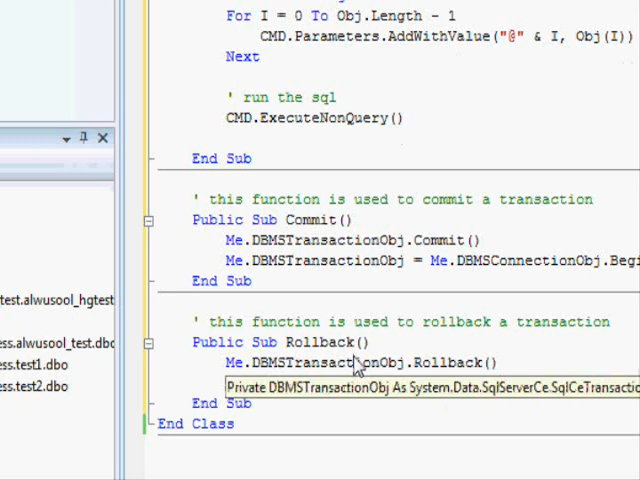 For I = 0 To Obj.Length - 1
CMD.Parameters.AddWithValue("@" & I, Obj(I))
Next
' run the sql
CMD.ExecuteNonQuery()
End Sub
' this function is used to commit a transaction
Public Sub Commit()
Me.DBMSTransactionObj.Commit()
Me.DBMSTransactionObj = Me.DBMSConnectionObj.Begi
End Sub
' this function is used to rollback a transaction
Public Sub Rollback()
Me.DBMSTransactionObj.Rollback()
Private DBMSTransactionObj As System.Data.SqlServerCe.SqlCeTransactio
End Sub
End Class
test.alwusool_hgtest
ess.alwusool_test.dbo
ss.test1.dbo
ss.test2.dbo